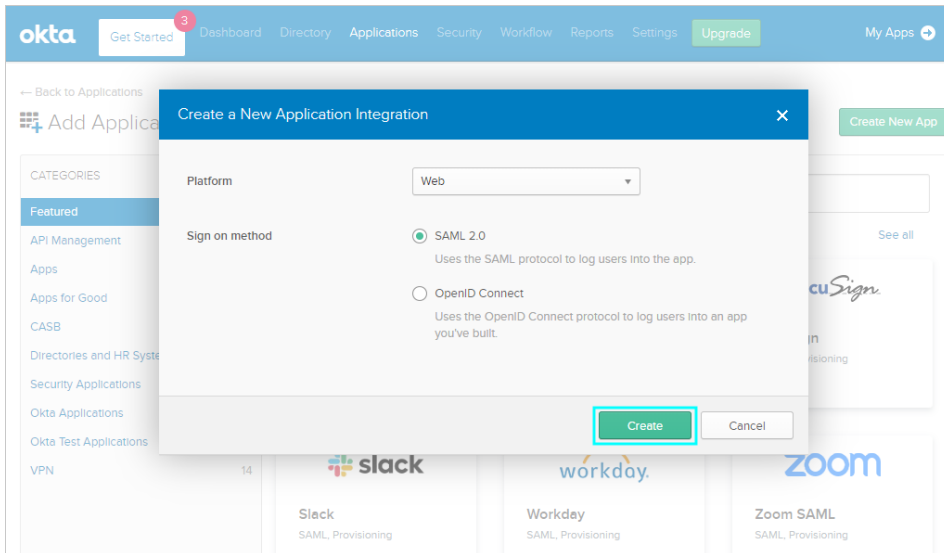 okta
Get Started
3
Dashboard
Directory
Applications
Security
Workflow
Reports
Settings
Upgrade
My Apps
← Back to Applications
Add Applica
Create New App
Create a New Application Integration
Platform
Web
Sign on method
SAML 2.0
Uses the SAML protocol to log users into the app.
OpenID Connect
Uses the OpenID Connect protocol to log users into an app
you've built.
Create
Cancel
CATEGORIES
Featured
API Management
Apps
Apps for Good
CASB
Directories and HR Syste
Security Applications
Okta Applications
Okta Test Applications
VPN
14
See all
cuSign
gn
visioning
slack
Slack
SAML, Provisioning
workday.
Workday
SAML, Provisioning
zoom
Zoom SAML
SAML, Provisioning